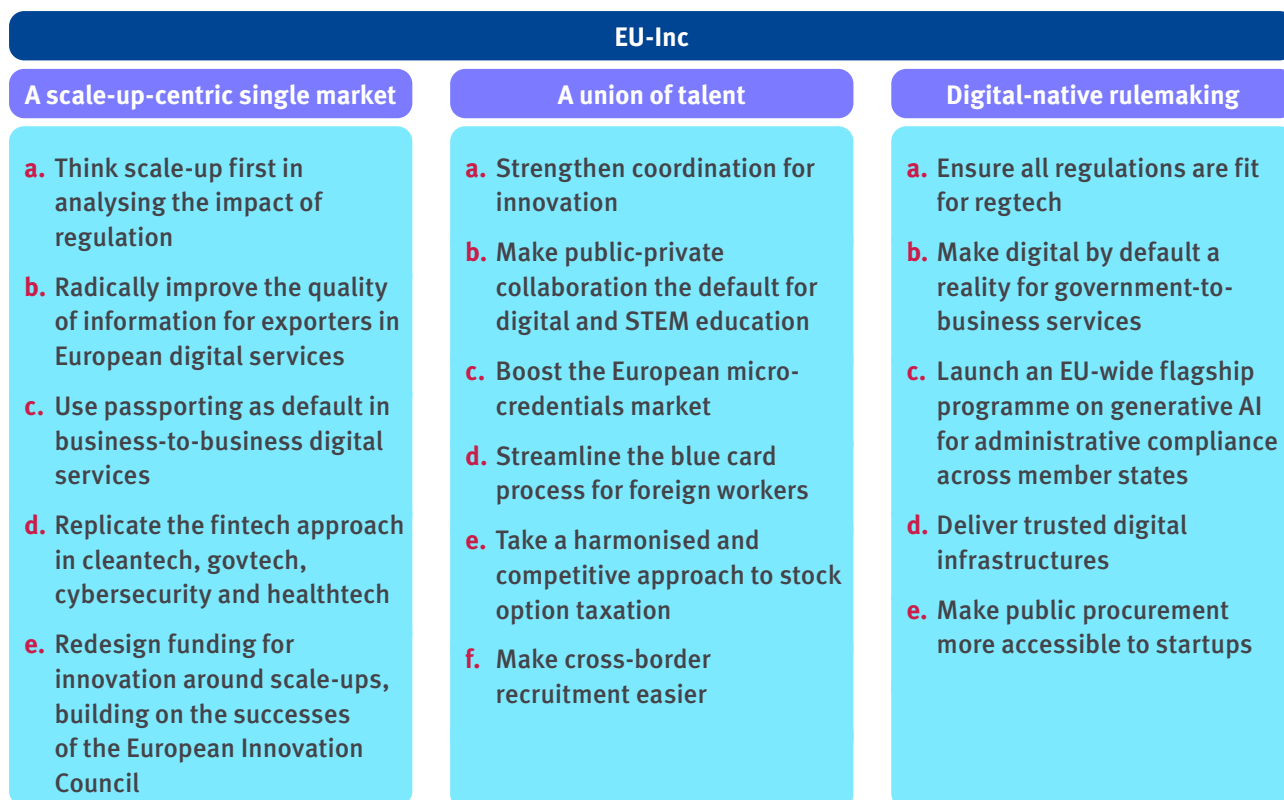 EU-Inc
A scale-up-centric single market
a. Think scale-up first in
analysing the impact of
regulation
b. Radically improve the quality
of information for exporters in
European digital services
c. Use passporting as default in
business-to-business digital
services
d. Replicate the fintech approach
in cleantech, govtech,
cybersecurity and healthtech
e. Redesign funding for
innovation around scale-ups,
building on the successes
of the European Innovation
Council
A union of talent
a. Strengthen coordination for
innovation
b. Make public-private
collaboration the default for
digital and STEM education
c. Boost the European micro-
credentials market
d. Streamline the blue card
process for foreign workers
e. Take a harmonised and
competitive approach to stock
option taxation
f. Make cross-border
recruitment easier
Digital-native rulemaking
a. Ensure all regulations are fit
for regtech
b. Make digital by default a
reality for government-to-
business services
c. Launch an EU-wide flagship
programme on generative AI
for administrative compliance
across member states
d. Deliver trusted digital
infrastructures
e. Make public procurement
more accessible to startups